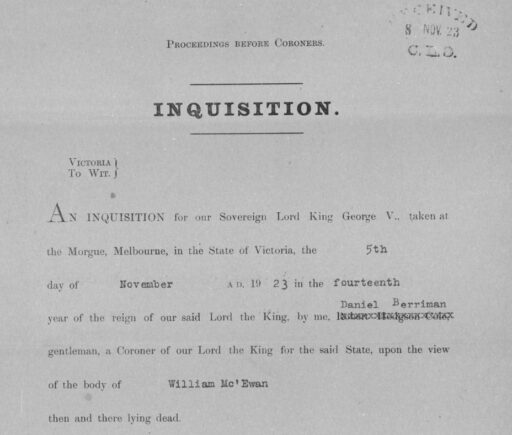 RECEIVED
8 NOV. 23
C.L.O.
PROCEEDINGS BEFORE CORONERS.
INQUISITION.
VICTORIA }
TO WIT. }
AN INQUISITION for our Sovereign Lord King George V., taken at
the Morgue, Melbourne, in the State of Victoria, the 5th
day of November A.D. 1923 in the fourteenth
Daniel Berriman
year of the reign of our said Lord the King, by me,
gentleman, a Coroner of our Lord the King for the said State, upon the view
of the body of William Mc'Ewan
then and there lying dead.